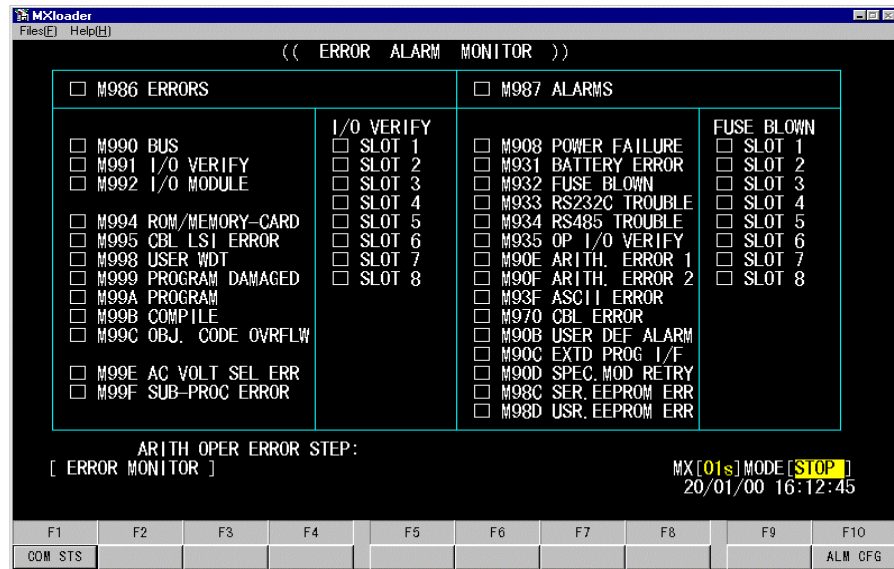 MXloader
Files(F) Help(H)
(( ERROR ALARM MONITOR ))
M986 ERRORS
M987 ALARMS
I/O VERIFY
FUSE BLOWN
M990 BUS
SLOT 1
M908 POWER FAILURE
SLOT 1
M991 I/O VERIFY
SLOT 2
M931 BATTERY ERROR
SLOT 2
M992 I/O MODULE
SLOT 3
M932 FUSE BLOWN
SLOT 3
SLOT 4
M933 RS232C TROUBLE
SLOT 4
M994 ROM/MEMORY-CARD
SLOT 5
M934 RS485 TROUBLE
SLOT 5
M995 CBL LSI ERROR
SLOT 6
M935 OP I/O VERIFY
SLOT 6
M998 USER WDT
SLOT 7
M90E ARITH. ERROR 1
SLOT 7
M999 PROGRAM DAMAGED
SLOT 8
M90F ARITH. ERROR 2
SLOT 8
M99A PROGRAM
M93F ASCII ERROR
M99B COMPILE
M970 CBL ERROR
M99C OBJ. CODE OVRFLW
M90B USER DEF ALARM
M90C EXTD PROG I/F
M99E AC VOLT SEL ERR
M90D SPEC.MOD RETRY
M99F SUB-PROC ERROR
M98C SER.EEPROM ERR
M98D USR.EEPROM ERR
ARITH OPER ERROR STEP:
[ ERROR MONITOR ]
MX[01s]MODE[STOP ]
20/01/00 16:12:45
F1 F2 F3 F4 F5 F6 F7 F8 F9 F10
COM STS
ALM CFG